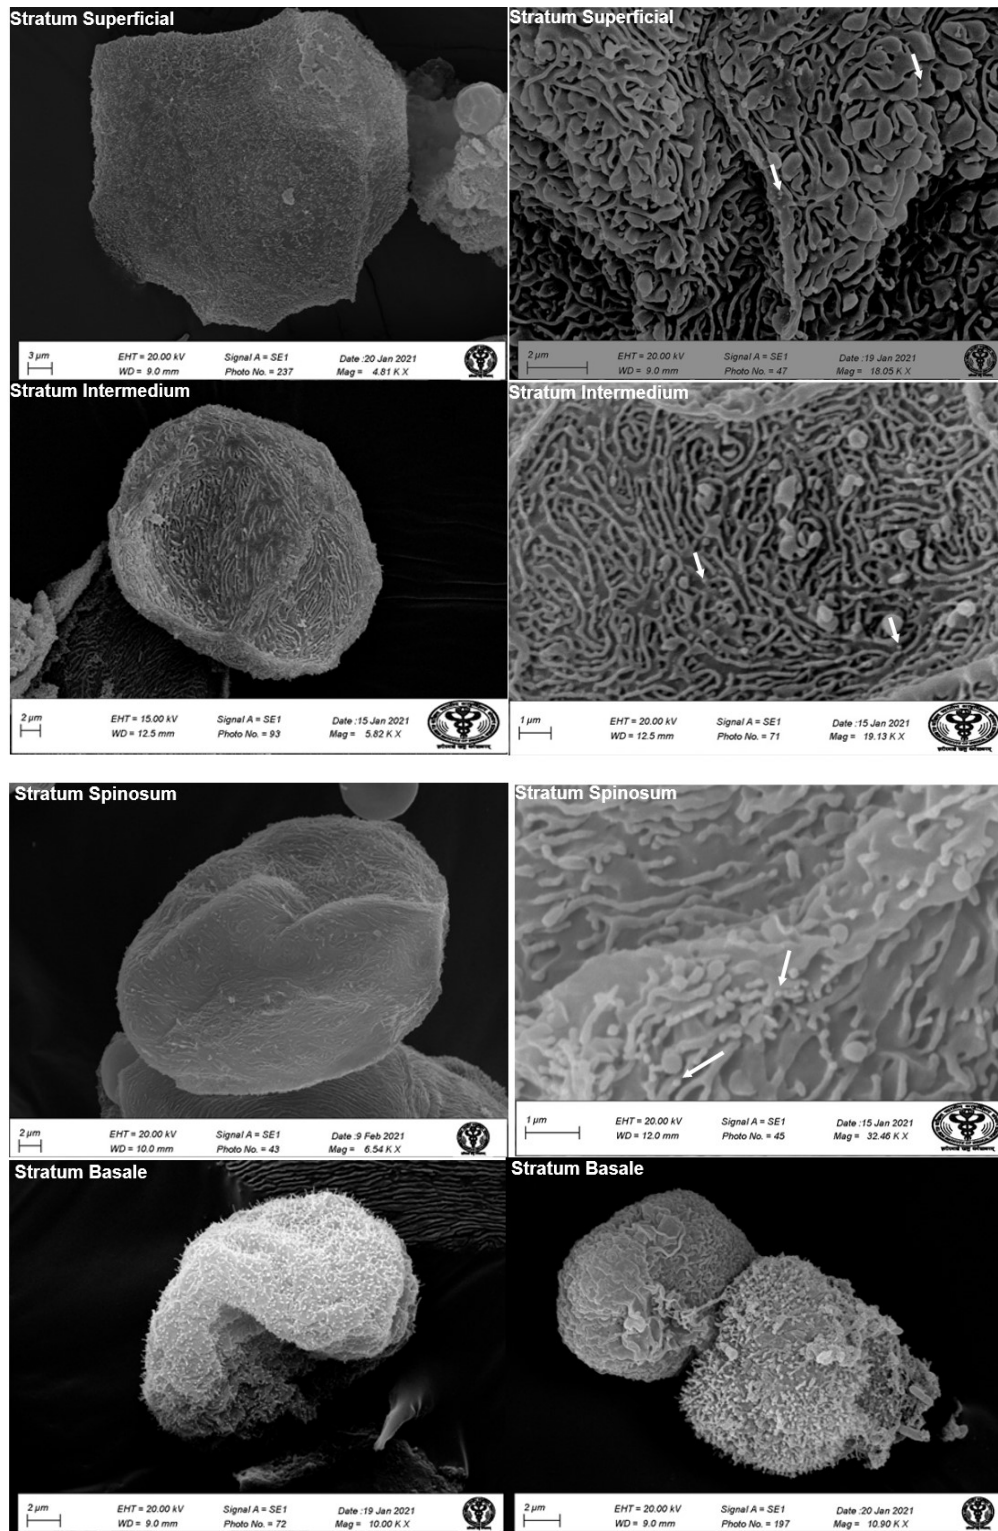 Stratum Superficial
3 µm
EHT = 20.00 kV
WD = 9.0 mm
Signal A = SE1
Photo No. = 237
Date :20 Jan 2021
Mag = 4.81 K X
Stratum Superficial
2 µm
EHT = 20.00 kV
WD = 9.0 mm
Signal A = SE1
Photo No. = 47
Date :19 Jan 2021
Mag = 18.05 K X
Stratum Intermedium
2 µm
EHT = 15.00 kV
WD = 12.5 mm
Signal A = SE1
Photo No. = 93
Date :15 Jan 2021
Mag = 5.82 K X
Stratum Intermedium
1 µm
EHT = 20.00 kV
WD = 12.5 mm
Signal A = SE1
Photo No. = 71
Date :15 Jan 2021
Mag = 19.13 K X
Stratum Spinosum
2 µm
EHT = 20.00 kV
WD = 10.0 mm
Signal A = SE1
Photo No. = 43
Date :9 Feb 2021
Mag = 6.54 K X
Stratum Spinosum
1 µm
EHT = 20.00 kV
WD = 12.0 mm
Signal A = SE1
Photo No. = 45
Date :15 Jan 2021
Mag = 32.46 K X
Stratum Basale
2 µm
EHT = 20.00 kV
WD = 9.0 mm
Signal A = SE1
Photo No. = 72
Date :19 Jan 2021
Mag = 10.00 K X
Stratum Basale
2 µm
EHT = 20.00 kV
WD = 9.0 mm
Signal A = SE1
Photo No. = 197
Date :20 Jan 2021
Mag = 10.90 K X